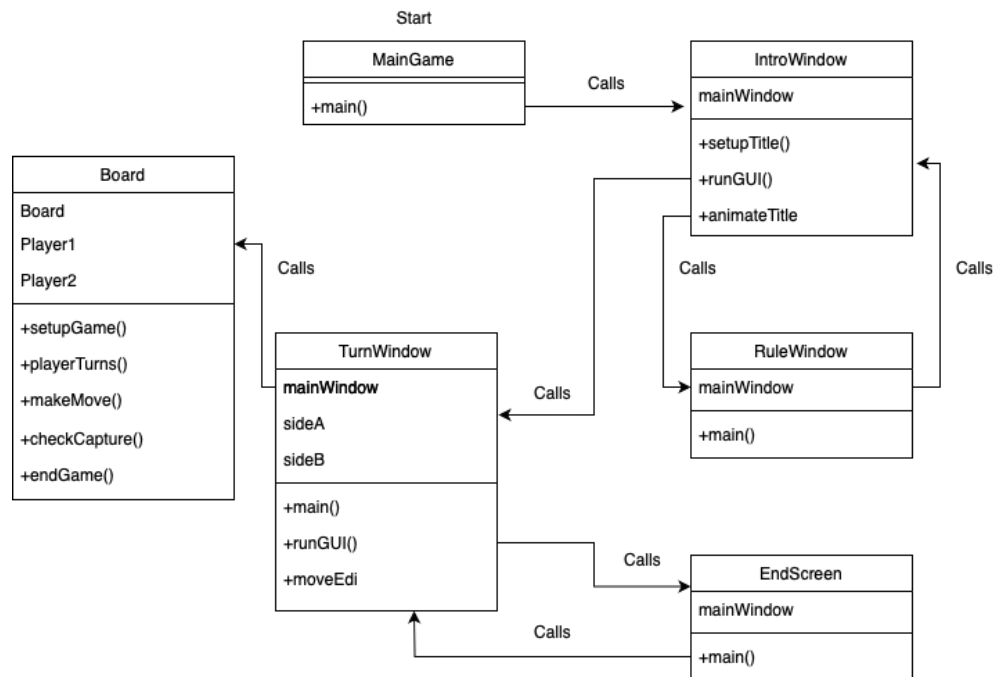 Start
MainGame
+main()
Calls
IntroWindow
mainWindow
+setupTitle()
+runGUI()
+animateTitle
Board
Board
Player1
Player2
+setupGame()
+playerTurns()
+makeMove()
+checkCapture()
+endGame()
Calls
Calls
Calls
TurnWindow
mainWindow
sideA
sideB
+main()
+runGUI()
+moveEdi
Calls
RuleWindow
mainWindow
+main()
Calls
EndScreen
mainWindow
+main()
Calls